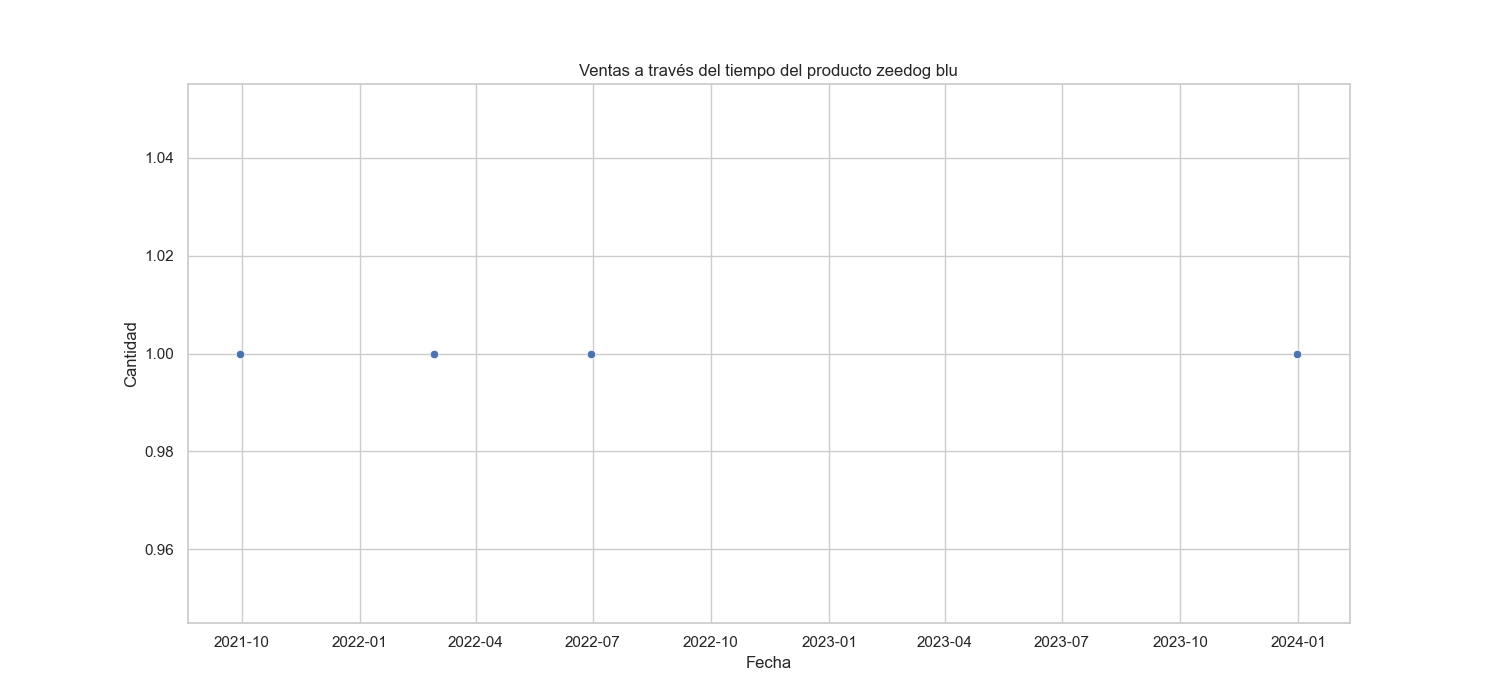 Ventas a través del tiempo del producto zeedog blu
1.04
1.02
1.00
0.98
0.96
Cantidad
2021-10 2022-01 2022-04 2022-07 2022-10 2023-01 2023-04 2023-07 2023-10 2024-01
Fecha